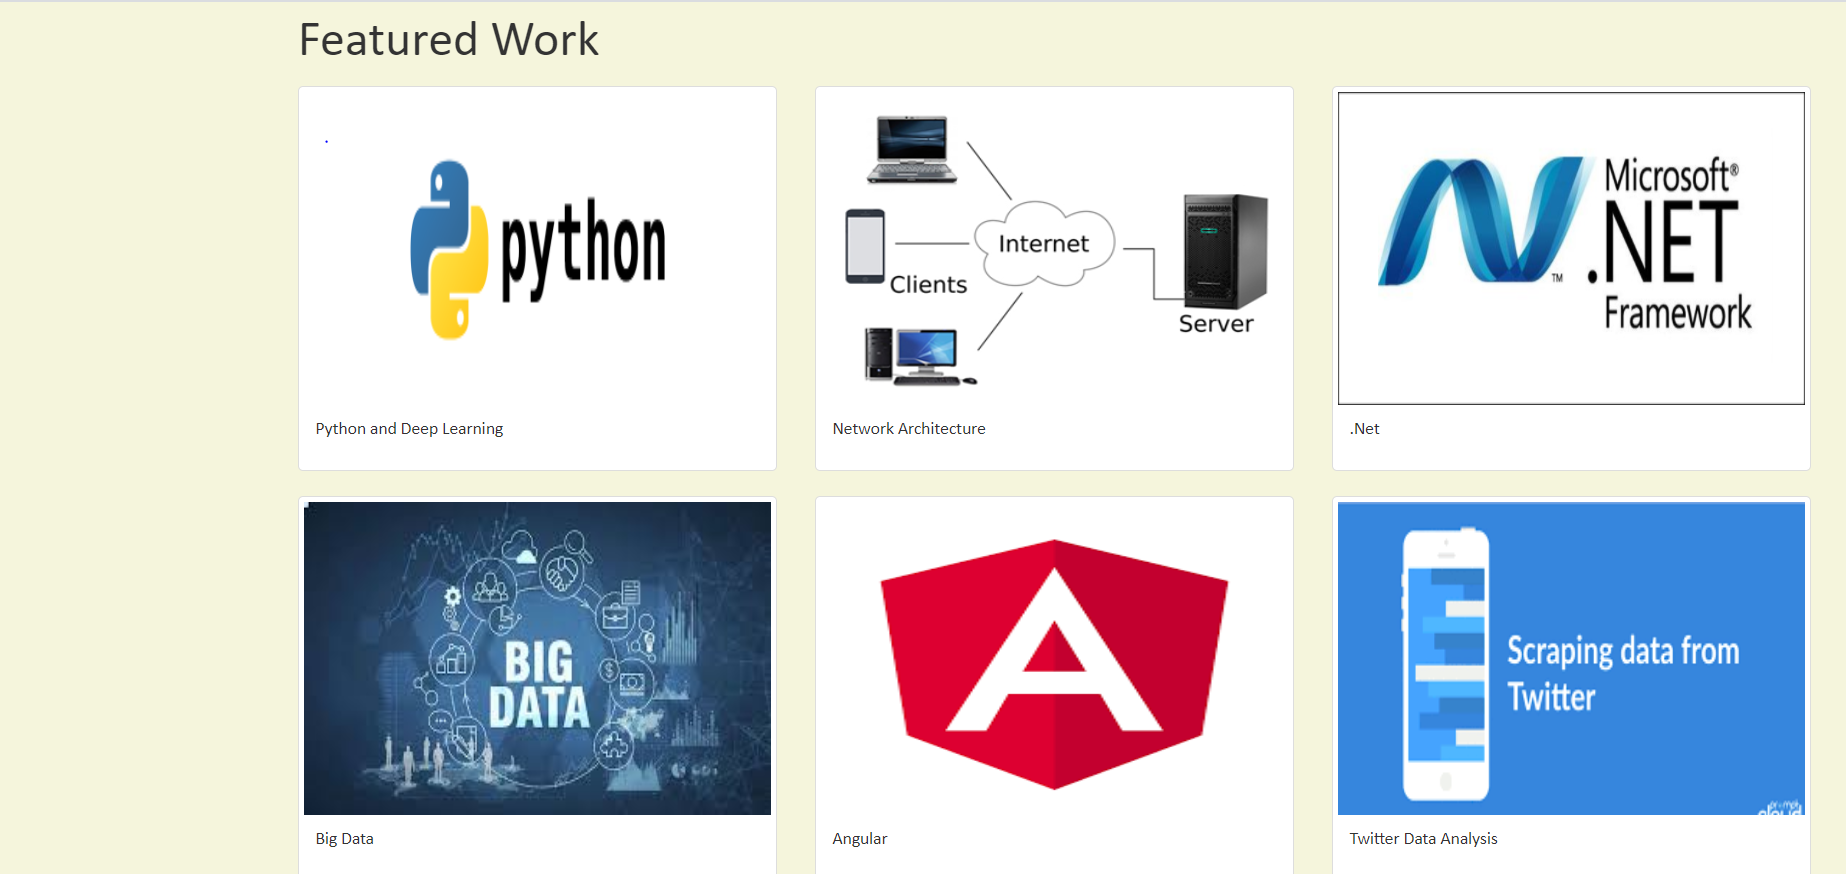 Featured Work
python
Internet
Clients
Server
Microsoft®
.NET
™
Framework
Python and Deep Learning
Network Architecture
.Net
BIG
DATA
Scraping data from
Twitter
Big Data
Angular
Twitter Data Analysis